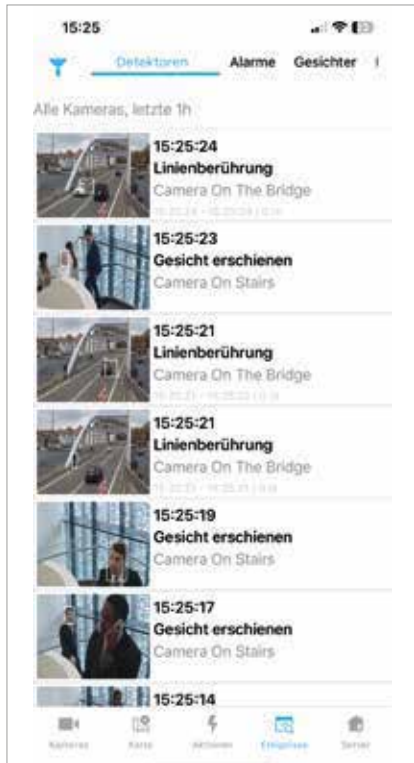 15:25
Detektoren Alarme Gesichter
Alle Kameras, letzte 1h
15:25:24
Linienberührung
Camera On The Bridge
15:25:23
Gesicht erschienen
Camera On Stairs
15:25:21
Linienberührung
Camera On The Bridge
15:25:21
Linienberührung
Camera On The Bridge
15:25:19
Gesicht erschienen
Camera On Stairs
15:25:17
Gesicht erschienen
Camera On Stairs
15:25:14
Kameras Karte Aktionen Ereignisse Server